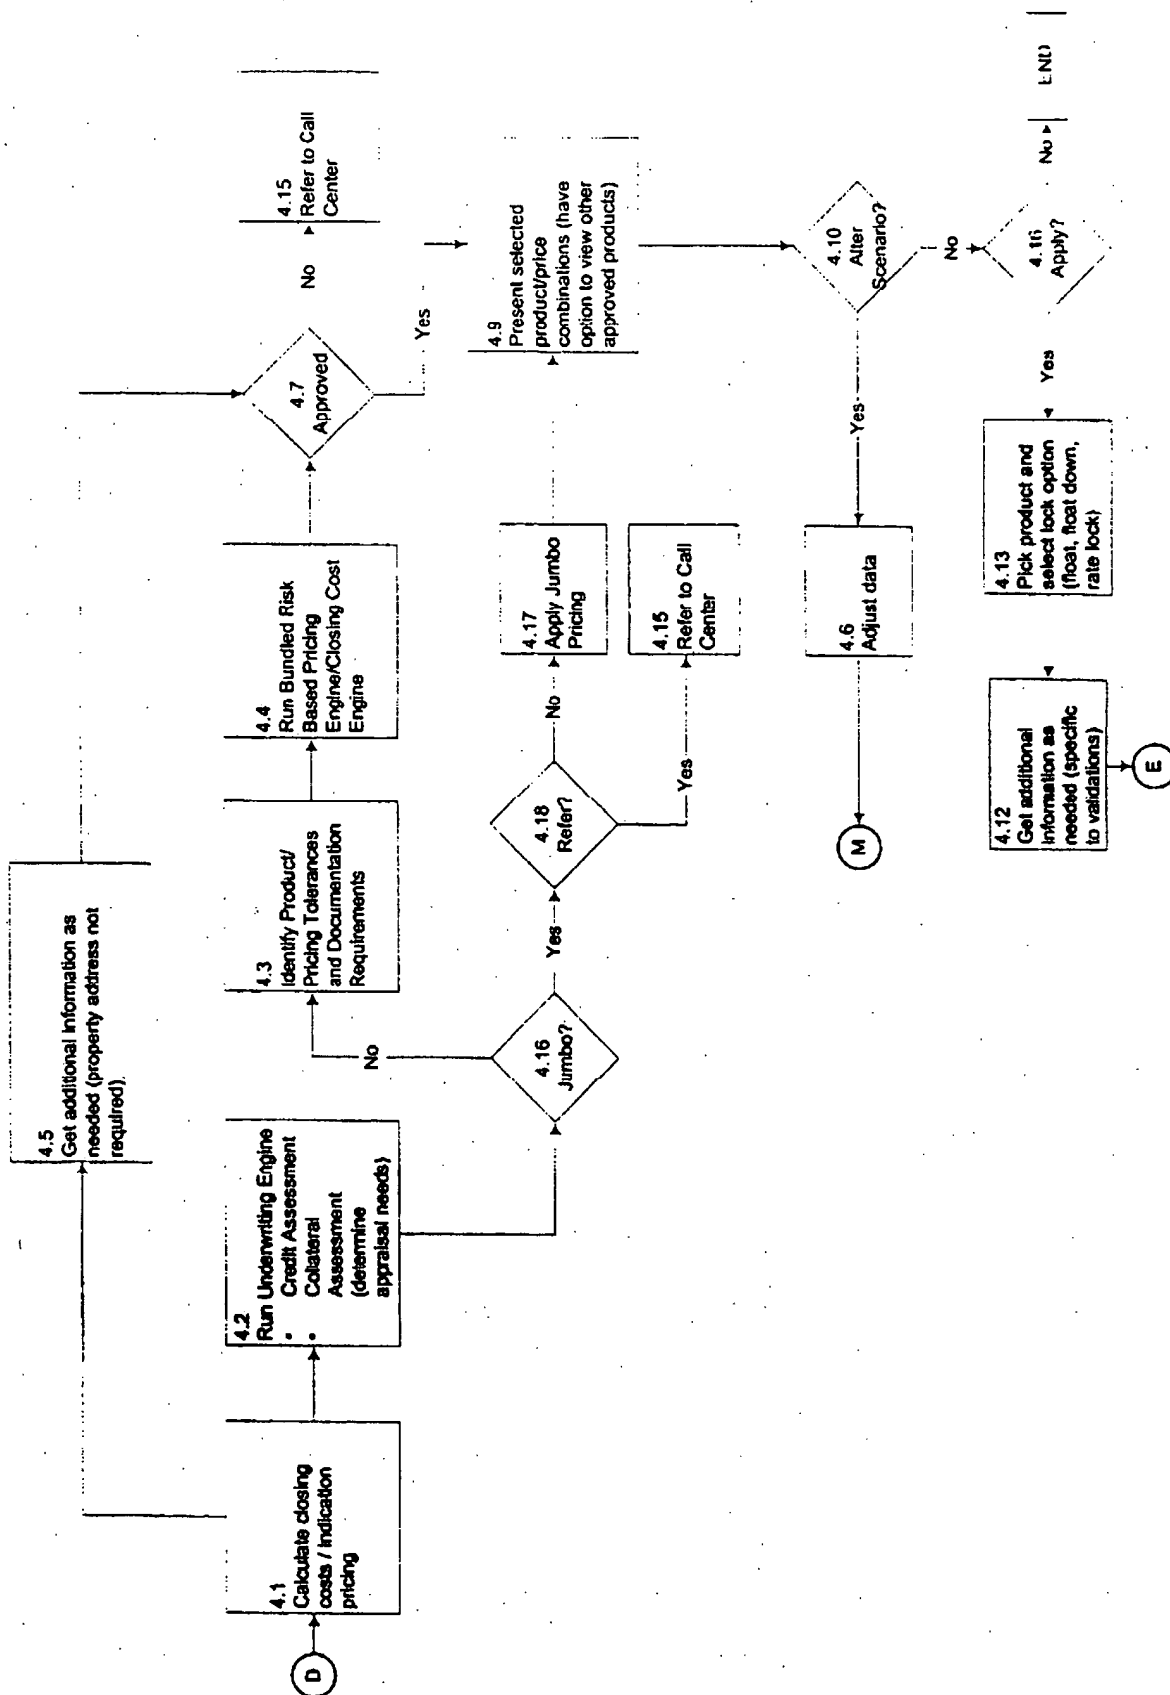 D
4.1
Calculate closing
costs / Indication
pricing
4.5
Get additional Information as
needed (property address not
required)
4.2
Run Underwriting Engine
• Credit Assessment
• Collateral
Assessment
(determine
appraisal needs)
4.16
Jumbo?
No
Yes
4.3
Identify Product/
Pricing Tolerances
and Documentation
Requirements
4.4
Run Bundled Risk
Based Pricing
Engine/Closing Cost
Engine
4.7
Approved
No
4.15
Refer to Call
Center
Yes
4.18
Refer?
No
4.17
Apply Jumbo
Pricing
Yes
4.15
Refer to Call
Center
4.9
Present selected
product/price
combinations (have
option to view other
approved products)
4.10
Alter
Scenario?
Yes
4.6
Adjust data
M
No
4.16
Apply?
No
END
Yes
4.13
Pick product and
select lock option
(float, float down,
rate lock)
4.12
Get additional
Information as
needed (specific
to validations)
E